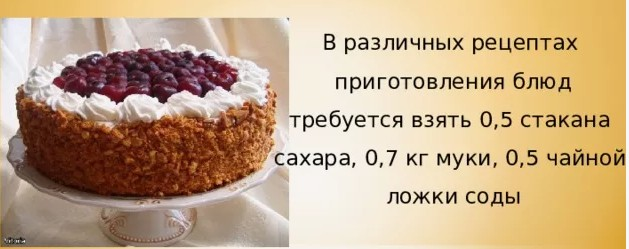 В различных рецептах
приготовления блюд
требуется взять 0,5 стакана
сахара, 0,7 кг муки, 0,5 чайной
ложки соды